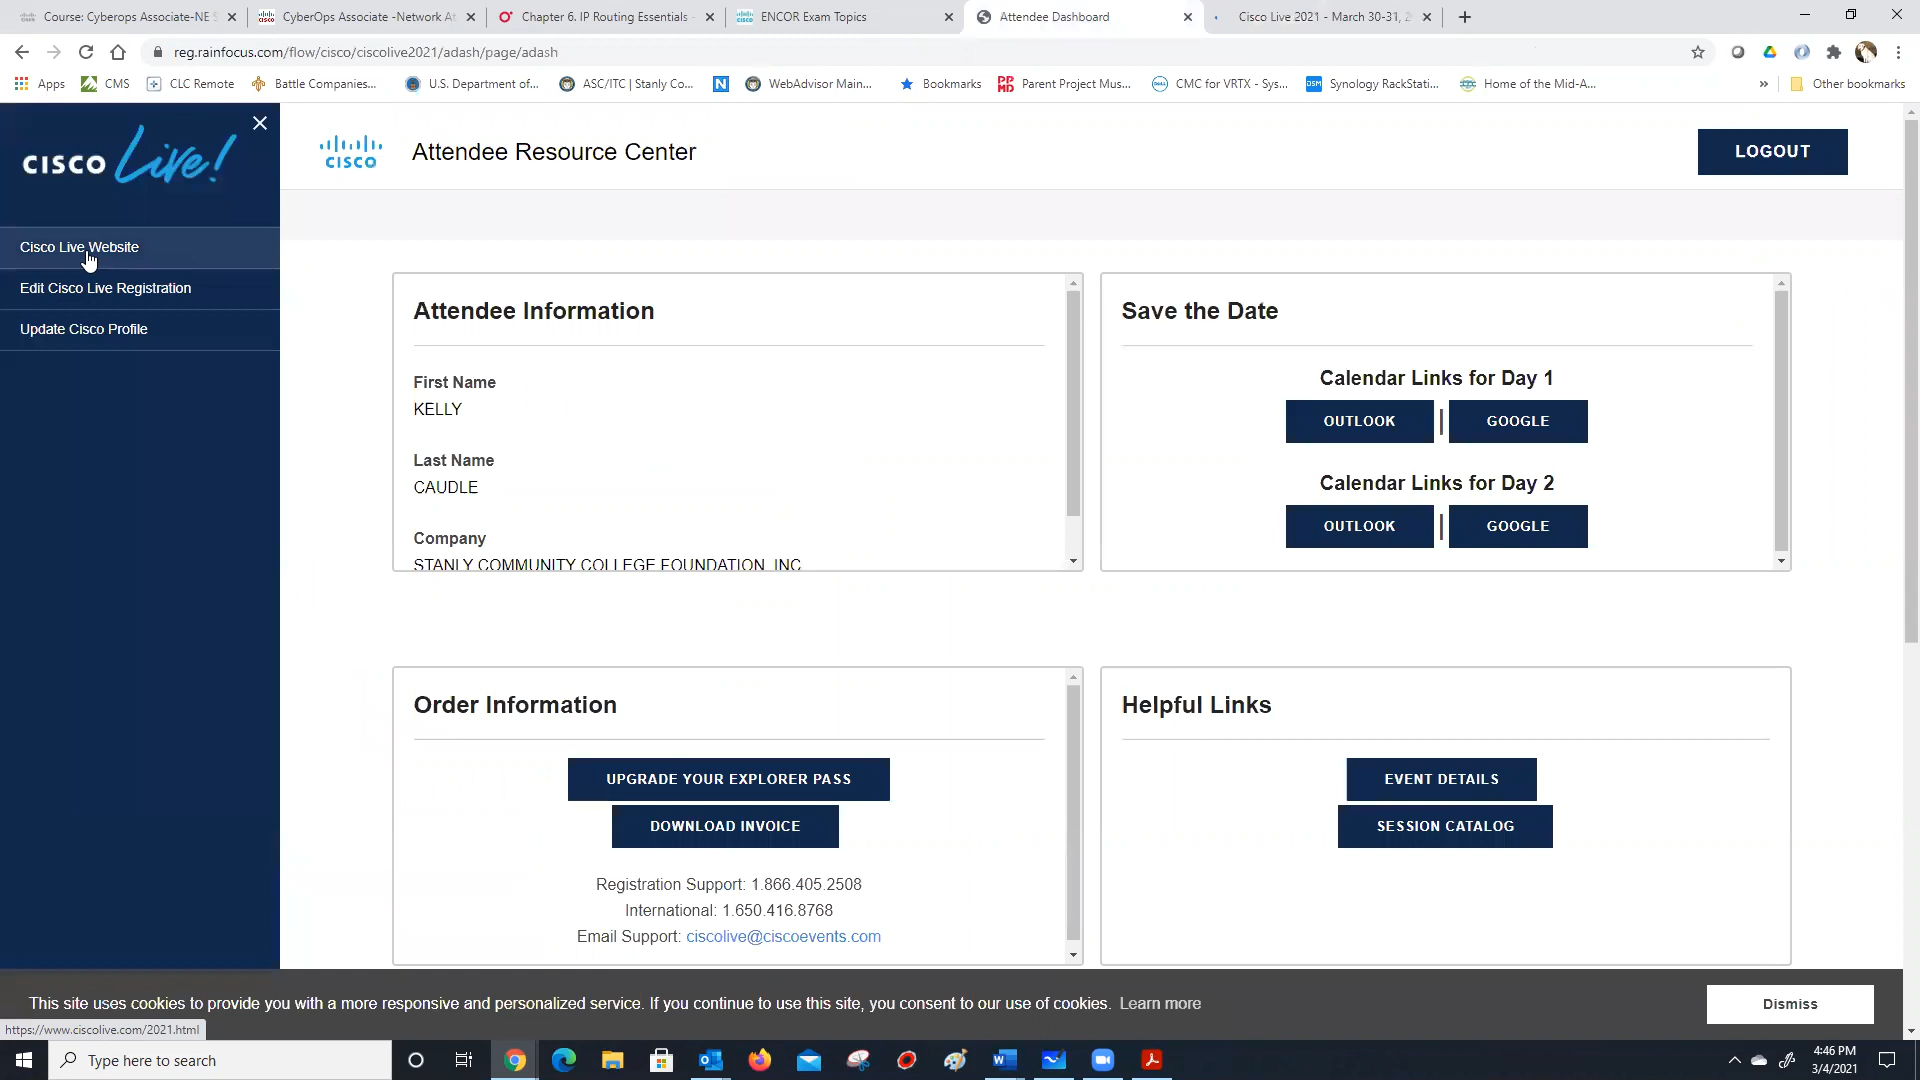 Course: Cyberops Associate-NE S
CyberOps Associate -Network At
Chapter 6. IP Routing Essentials -
ENCOR Exam Topics
Attendee Dashboard
Cisco Live 2021 - March 30-31, 2
reg.rainfocus.com/flow/cisco/ciscolive2021/adash/page/adash
Apps
CMS
CLC Remote
Battle Companies...
U.S. Department of...
ASC/ITC | Stanly Co...
N
WebAdvisor Main...
Bookmarks
Parent Project Mus...
CMC for VRTX - Sys...
Synology RackStati...
Home of the Mid-A...
»
Other bookmarks
CISCO Live!
Cisco Live Website
Edit Cisco Live Registration
Update Cisco Profile
CISCO
Attendee Resource Center
LOGOUT
Attendee Information
First Name
KELLY
Last Name
CAUDLE
Company
STANLY COMMUNITY COLLEGE FOUNDATION, INC
Save the Date
Calendar Links for Day 1
OUTLOOK | GOOGLE
Calendar Links for Day 2
OUTLOOK | GOOGLE
Order Information
UPGRADE YOUR EXPLORER PASS
DOWNLOAD INVOICE
Registration Support: 1.866.405.2508
International: 1.650.416.8768
Email Support: ciscolive@ciscoevents.com
Helpful Links
EVENT DETAILS
SESSION CATALOG
This site uses cookies to provide you with a more responsive and personalized service. If you continue to use this site, you consent to our use of cookies. Learn more
Dismiss
https://www.ciscolive.com/2021.html
Type here to search
4:46 PM
3/4/2021